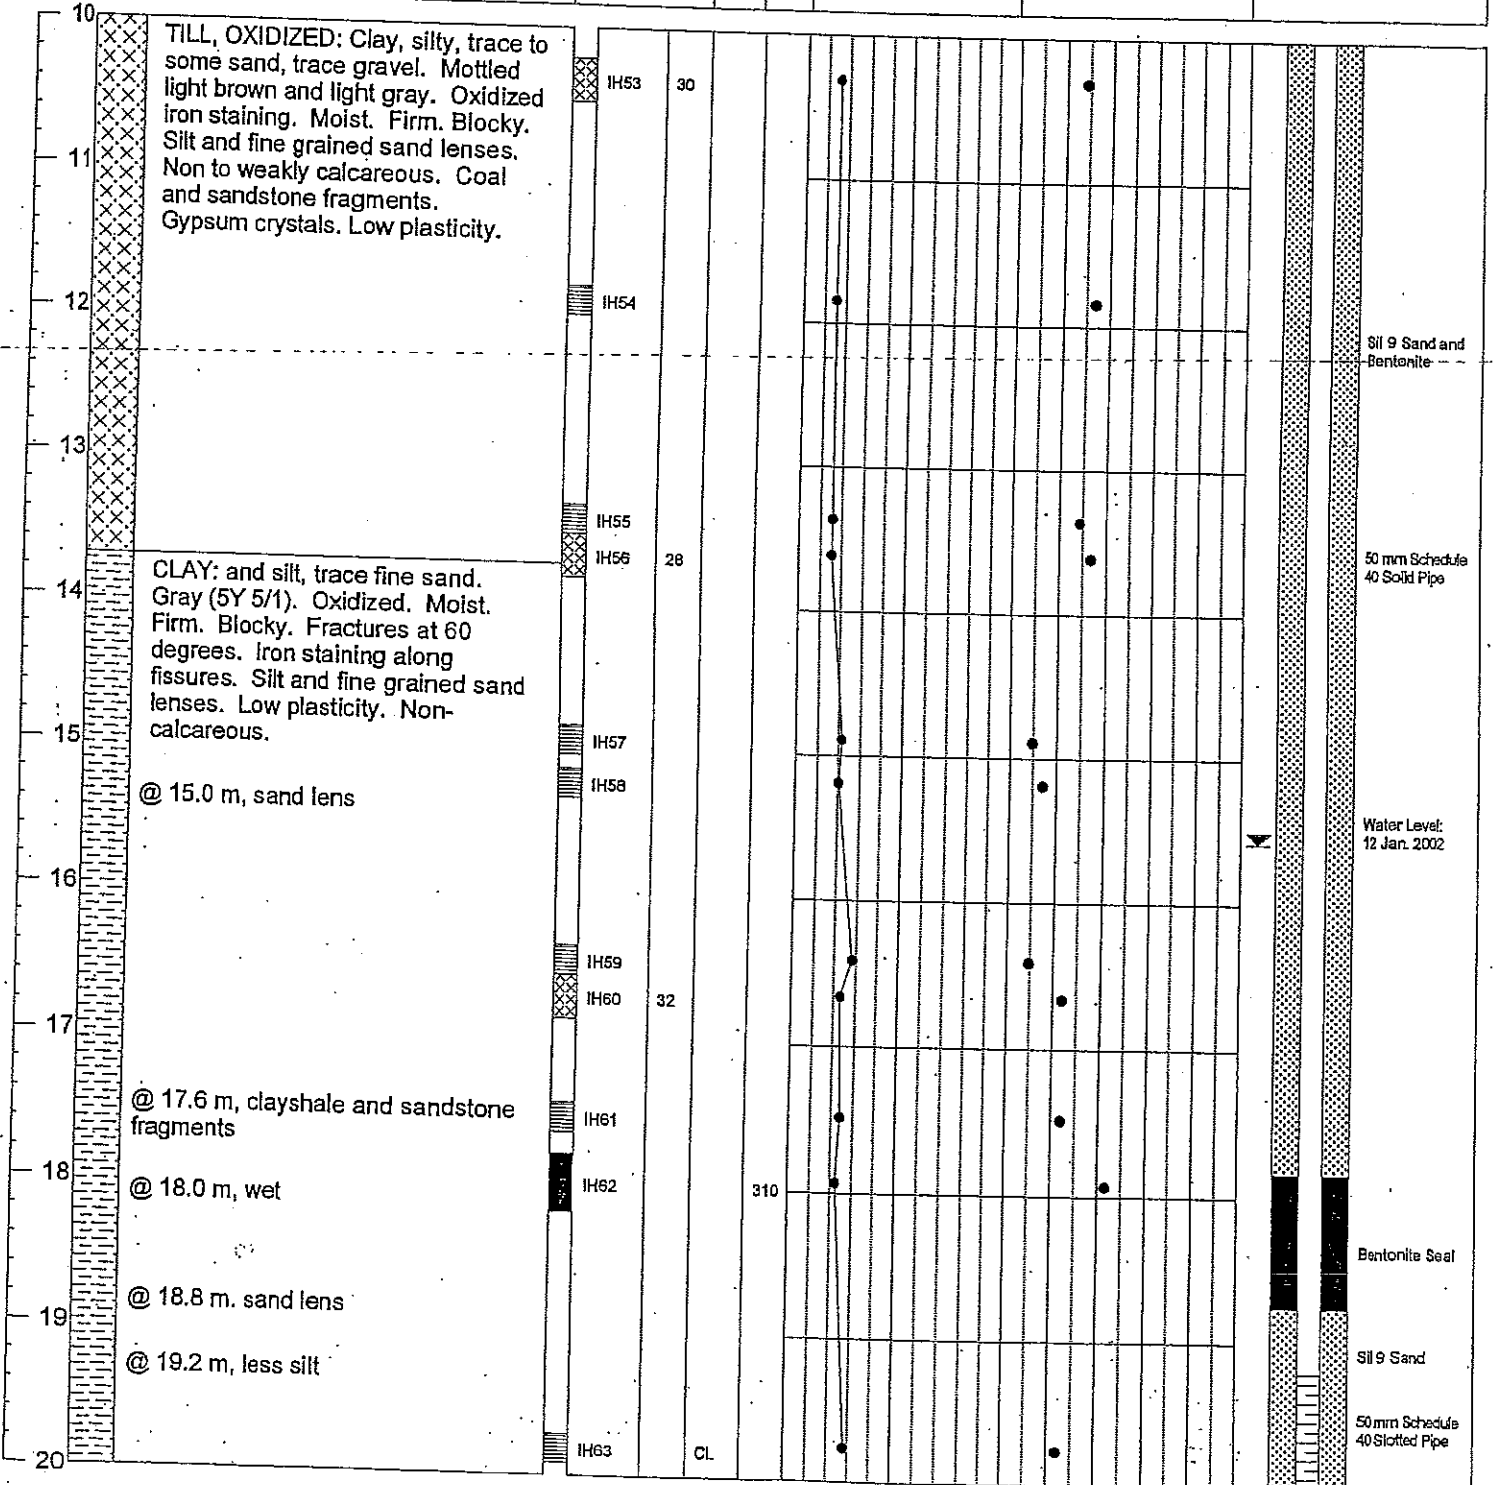 10
TILL, OXIDIZED: Clay, silty, trace to
some sand, trace gravel. Mottled
light brown and light gray. Oxidized
iron staining. Moist. Firm. Blocky.
Silt and fine grained sand lenses.
Non to weakly calcareous. Coal
and sandstone fragments.
Gypsum crystals. Low plasticity.
IH53 30
11
12
IH54
Sil 9 Sand and
Bentonite
13
IH55
IH56 28
50 mm Schedule
40 Solid Pipe
CLAY: and silt, trace fine sand.
Gray (5Y 5/1). Oxidized. Moist.
Firm. Blocky. Fractures at 60
degrees. Iron staining along
fissures. Silt and fine grained sand
lenses. Low plasticity. Non-
calcareous.
14
15
IH57
@ 15.0 m, sand lens
IH58
Water Level:
12 Jan. 2002
16
IH59
IH60 32
17
@ 17.6 m, clayshale and sandstone
fragments
IH61
18
@ 18.0 m, wet
IH62
310
Bentonite Seal
@ 18.8 m. sand lens
19
@ 19.2 m, less silt
Sil 9 Sand
50 mm Schedule
40 Slotted Pipe
20
IH63 CL